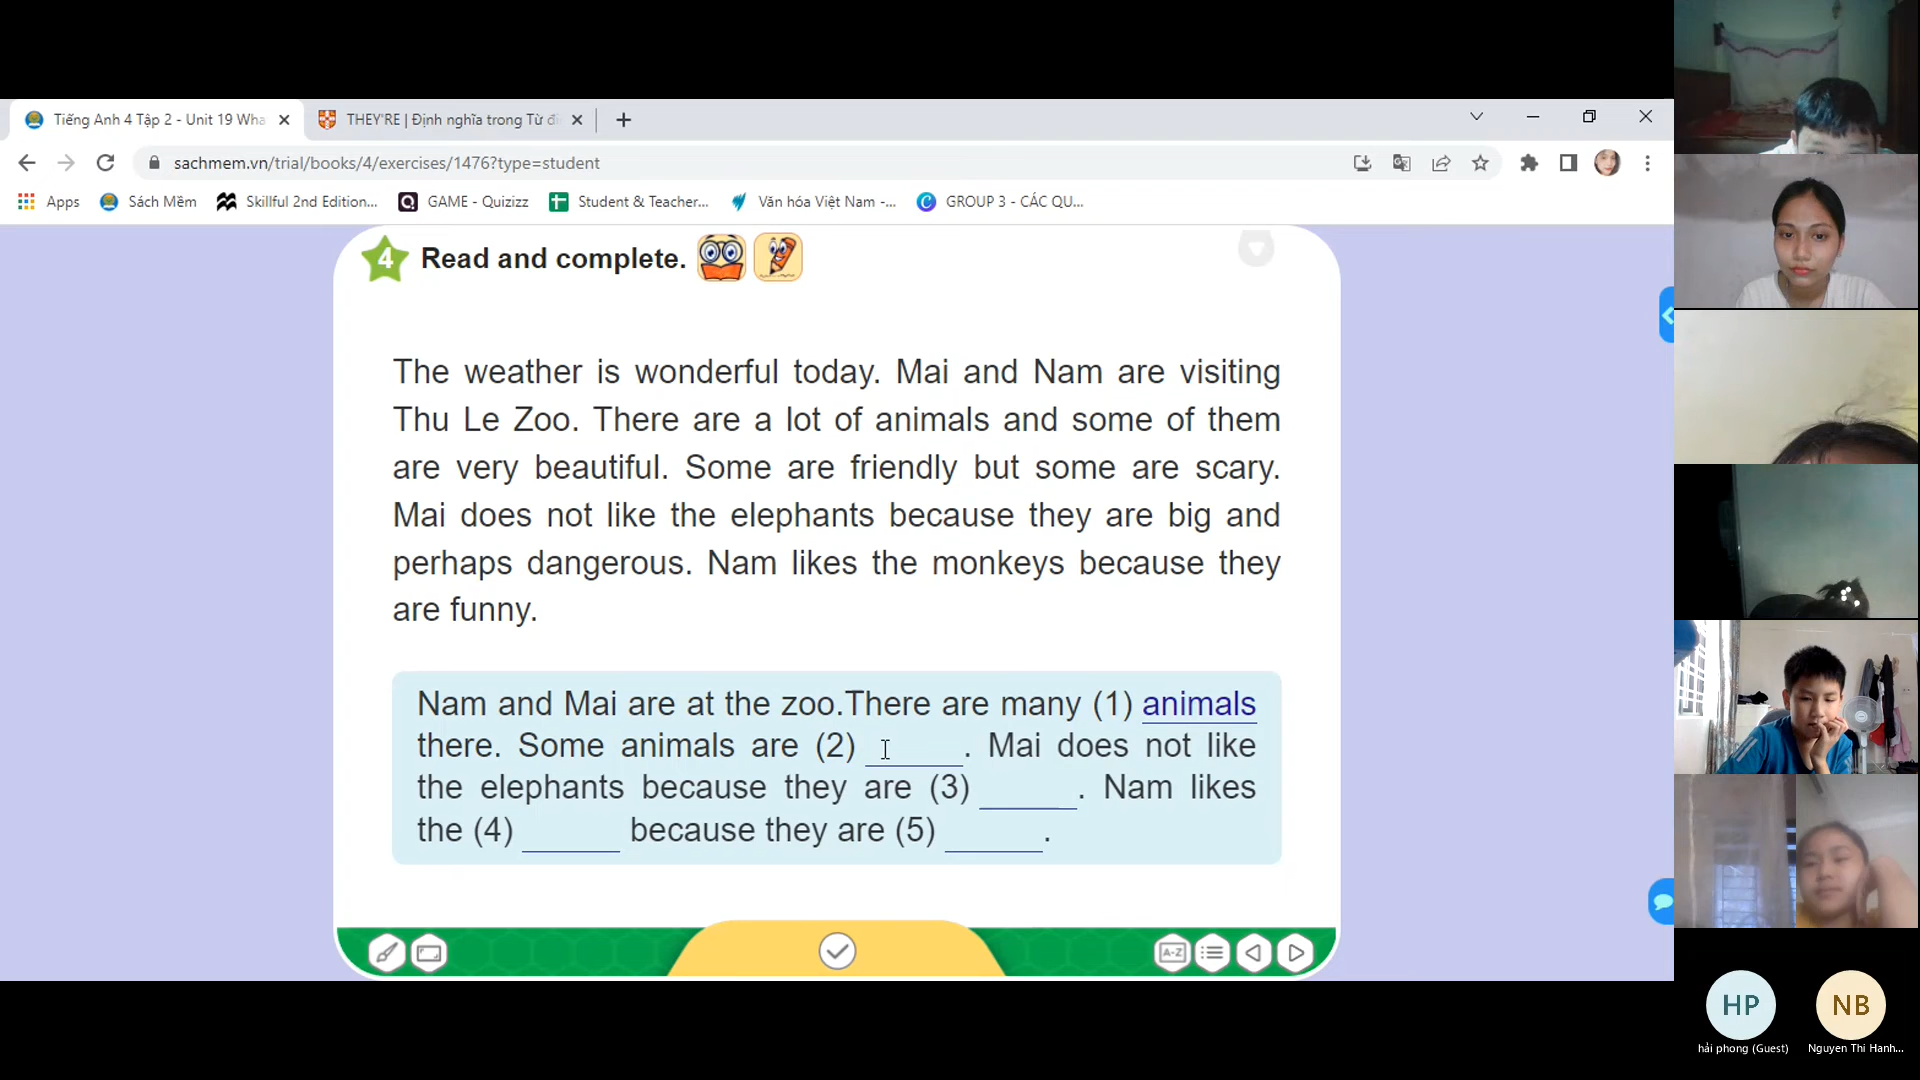 Tiếng Anh 4 Tập 2 - Unit 19 Wha
THEY'RE | Định nghĩa trong Từ đi
sachmem.vn/trial/books/4/exercises/1476?type=student
Apps
Sách Mềm
Skillful 2nd Edition...
GAME - Quizizz
Student & Teacher...
Văn hóa Việt Nam -...
GROUP 3 - CÁC QU...
4 Read and complete.
The weather is wonderful today. Mai and Nam are visiting
Thu Le Zoo. There are a lot of animals and some of them
are very beautiful. Some are friendly but some are scary.
Mai does not like the elephants because they are big and
perhaps dangerous. Nam likes the monkeys because they
are funny.
Nam and Mai are at the zoo.There are many (1) animals
there. Some animals are (2) ______. Mai does not like
the elephants because they are (3) ______. Nam likes
the (4) ______ because they are (5) ______.
A-Z
HP
NB
hải phong (Guest)
Nguyen Thi Hanh...